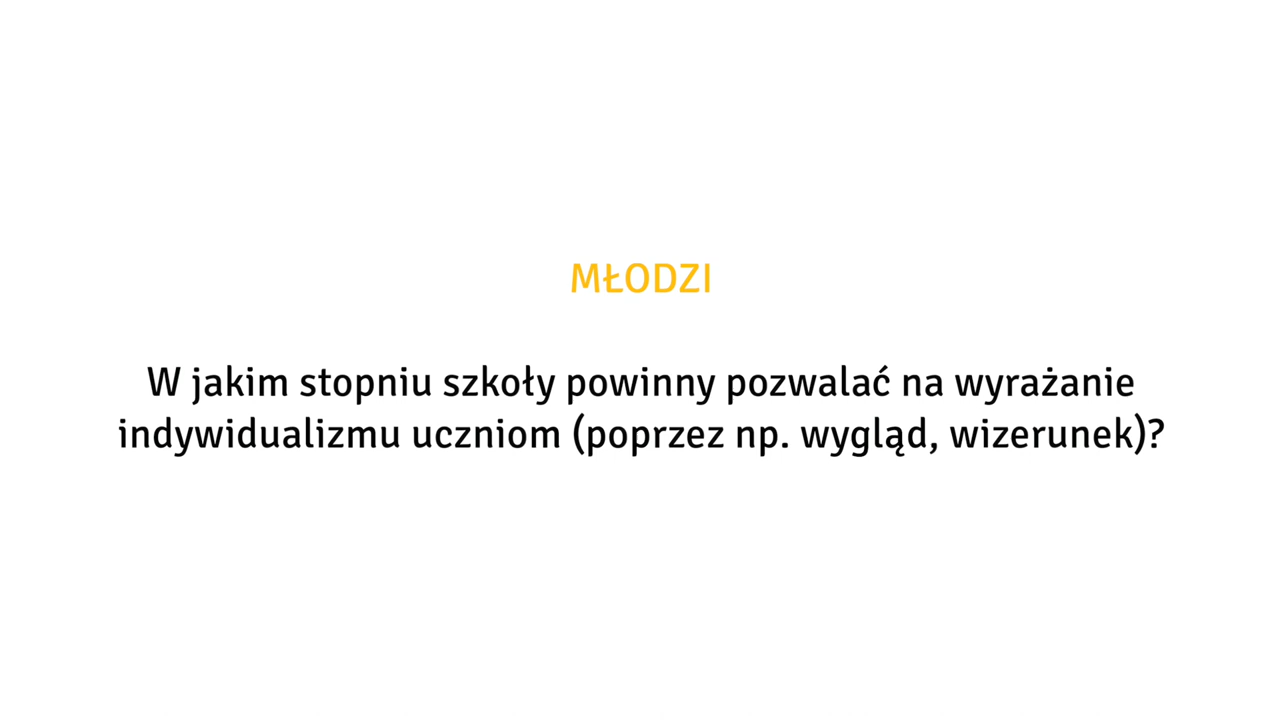 MŁODZI
W jakim stopniu szkoły powinny pozwalać na wyrażanie
indywidualizmu uczniom (poprzez np. wygląd, wizerunek)?